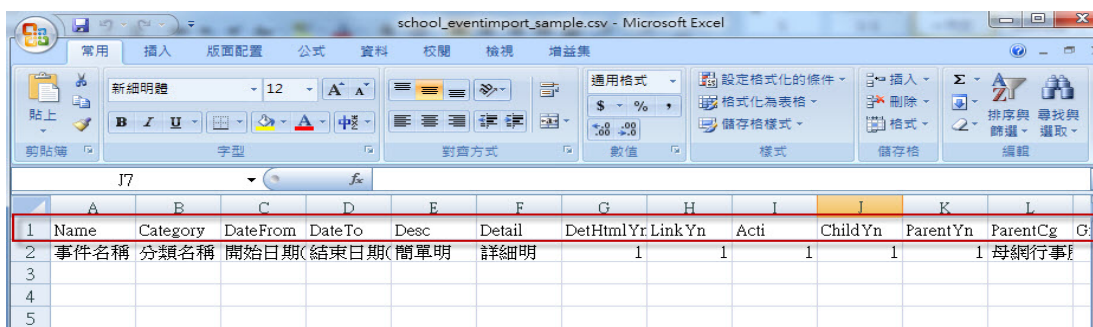 school_eventimport_sample.csv - Microsoft Excel
常用 插入 版面配置 公式 資料 校閱 檢視 增益集
貼上
新細明體 12
B I U
通用格式
$ % ,
設定格式化的條件
格式化為表格
儲存格樣式
插入
刪除
格式
Σ
排序與篩選
尋找與選取
剪貼簿 字型 對齊方式 數值 樣式 儲存格 編輯
J7 fx
A B C D E F G H I J K L
1 Name Category DateFrom DateTo Desc Detail DetHtmlYn LinkYn Acti ChildYn ParentYn ParentCg G
2 事件名稱 分類名稱 開始日期( 結束日期( 簡單明 詳細明 1 1 1 1 1 母網行事
3
4
5